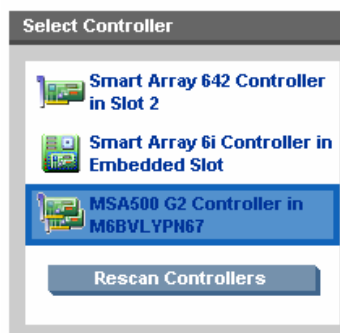 Select Controller
Smart Array 642 Controller
in Slot 2
Smart Array 6i Controller in
Embedded Slot
MSA500 G2 Controller in
M6BVLYPN67
Rescan Controllers